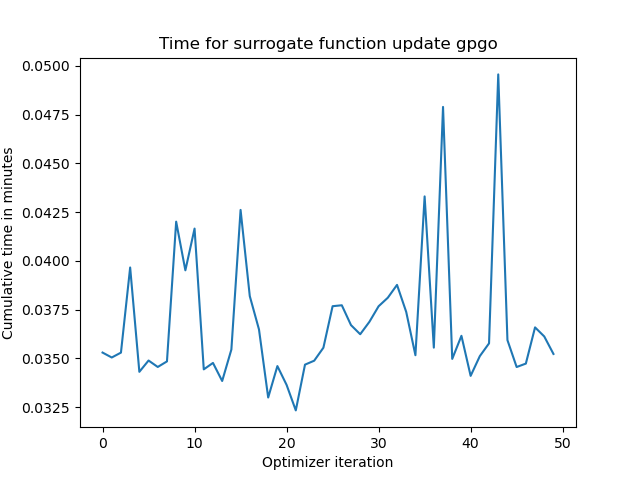 Time for surrogate function update gpgo
Cumulative time in minutes
0.0500
0.0475
0.0450
0.0425
0.0400
0.0375
0.0350
0.0325
0 10 20 30 40 50
Optimizer iteration